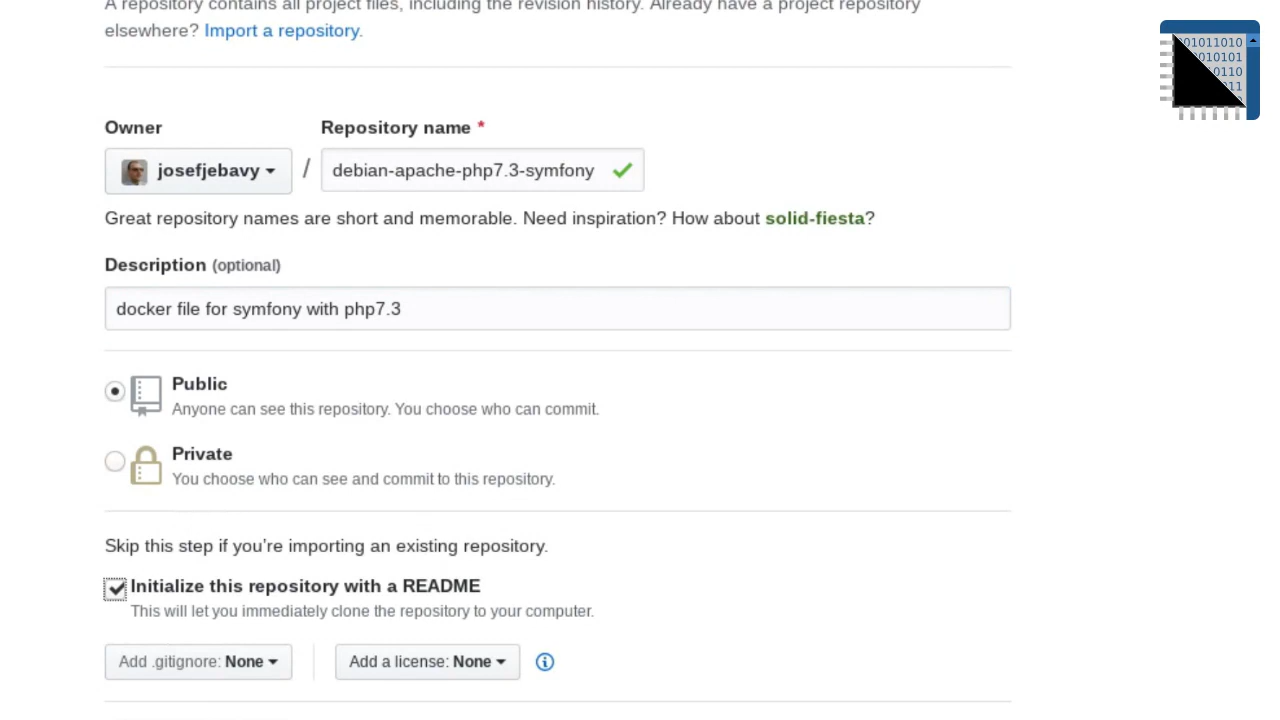 A repository contains all project files, including the revision history. Already have a project repository
elsewhere? Import a repository.
Owner
Repository name *
josefjebavy
/
debian-apache-php7.3-symfony
Great repository names are short and memorable. Need inspiration? How about solid-fiesta?
Description (optional)
docker file for symfony with php7.3
Public
Anyone can see this repository. You choose who can commit.
Private
You choose who can see and commit to this repository.
Skip this step if you’re importing an existing repository.
Initialize this repository with a README
This will let you immediately clone the repository to your computer.
Add .gitignore: None
Add a license: None